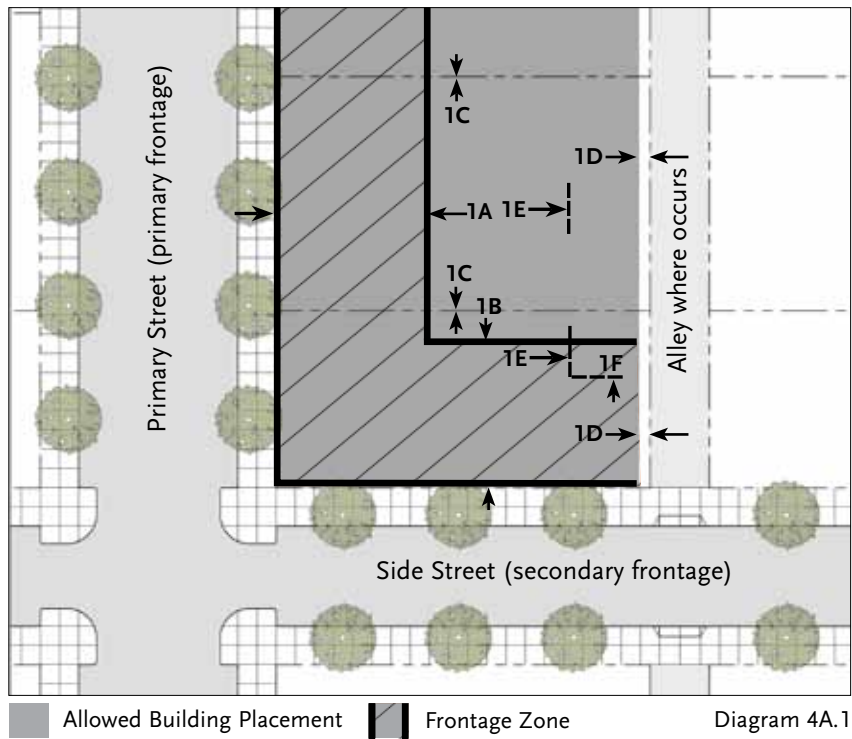 1C
1D
Primary Street (primary frontage)
1A 1E
Alley where occurs
1C
1B
1E
1F
1D
Side Street (secondary frontage)
Allowed Building Placement
Frontage Zone
Diagram 4A.1